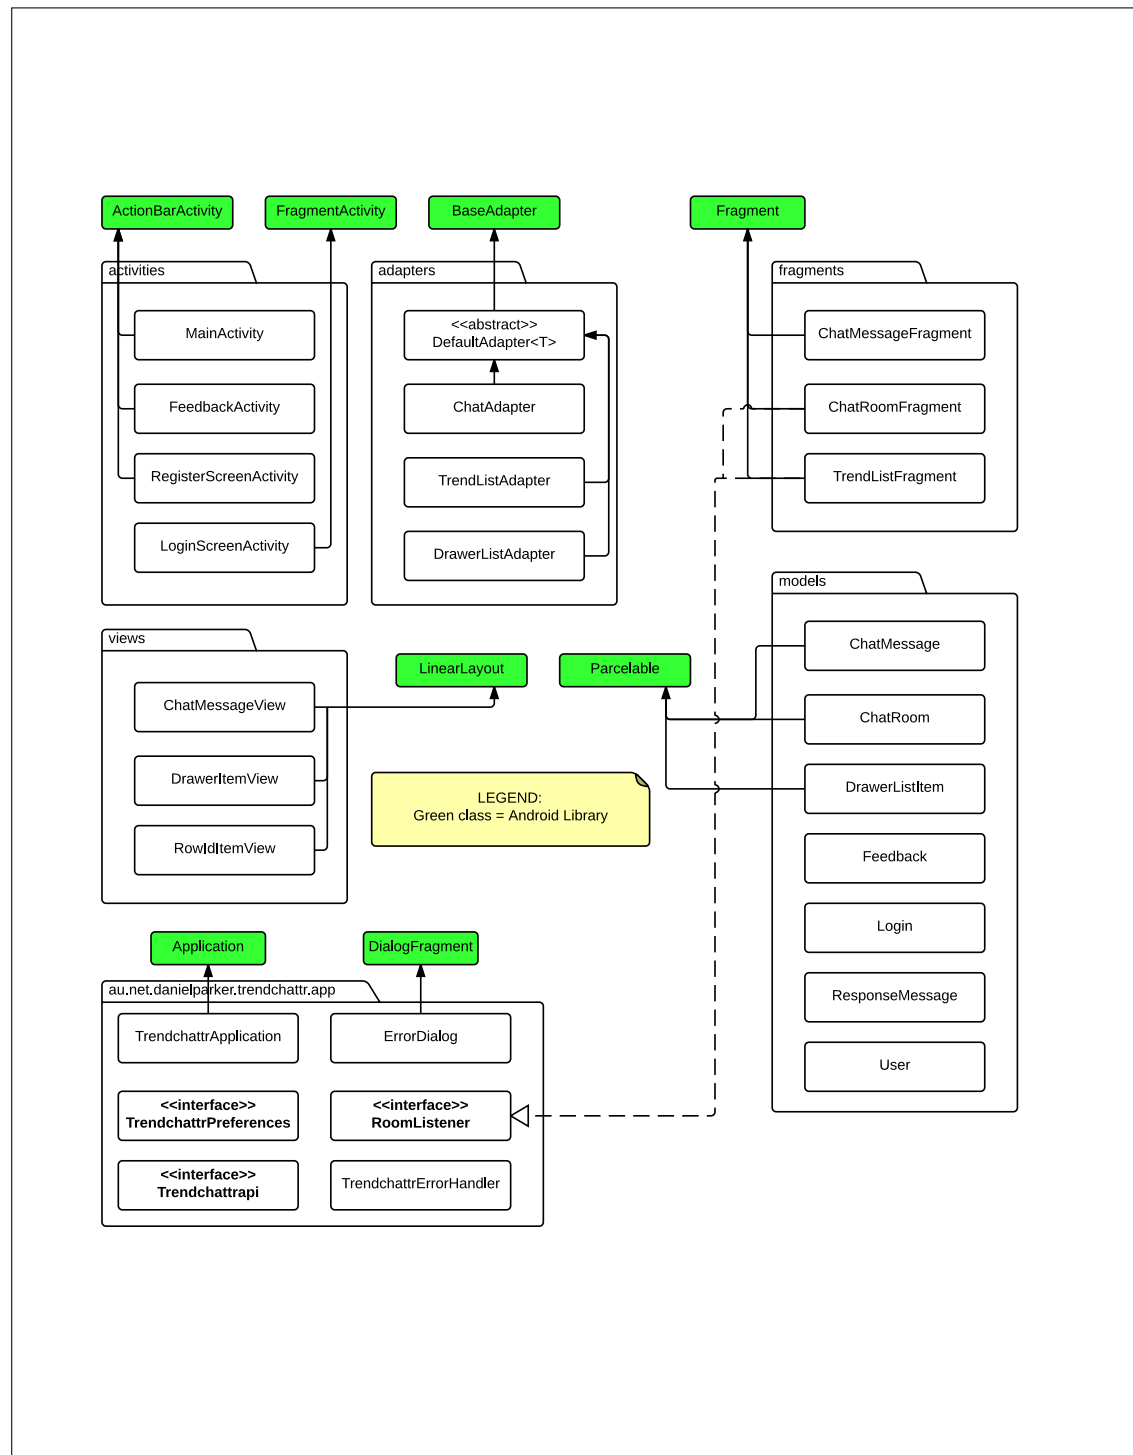 ActionBarActivity
FragmentActivity
BaseAdapter
Fragment
activities
MainActivity
FeedbackActivity
RegisterScreenActivity
LoginScreenActivity
adapters
<<abstract>>
DefaultAdapter<T>
ChatAdapter
TrendListAdapter
DrawerListAdapter
fragments
ChatMessageFragment
ChatRoomFragment
TrendListFragment
views
ChatMessageView
DrawerItemView
RowIdItemView
LinearLayout
Parcelable
LEGEND:
Green class = Android Library
models
ChatMessage
ChatRoom
DrawerListItem
Feedback
Login
ResponseMessage
User
Application
DialogFragment
au.net.danielparker.trendchattr.app
TrendchattrApplication
ErrorDialog
<<interface>>
TrendchattrPreferences
<<interface>>
RoomListener
<<interface>>
Trendchattrapi
TrendchattrErrorHandler